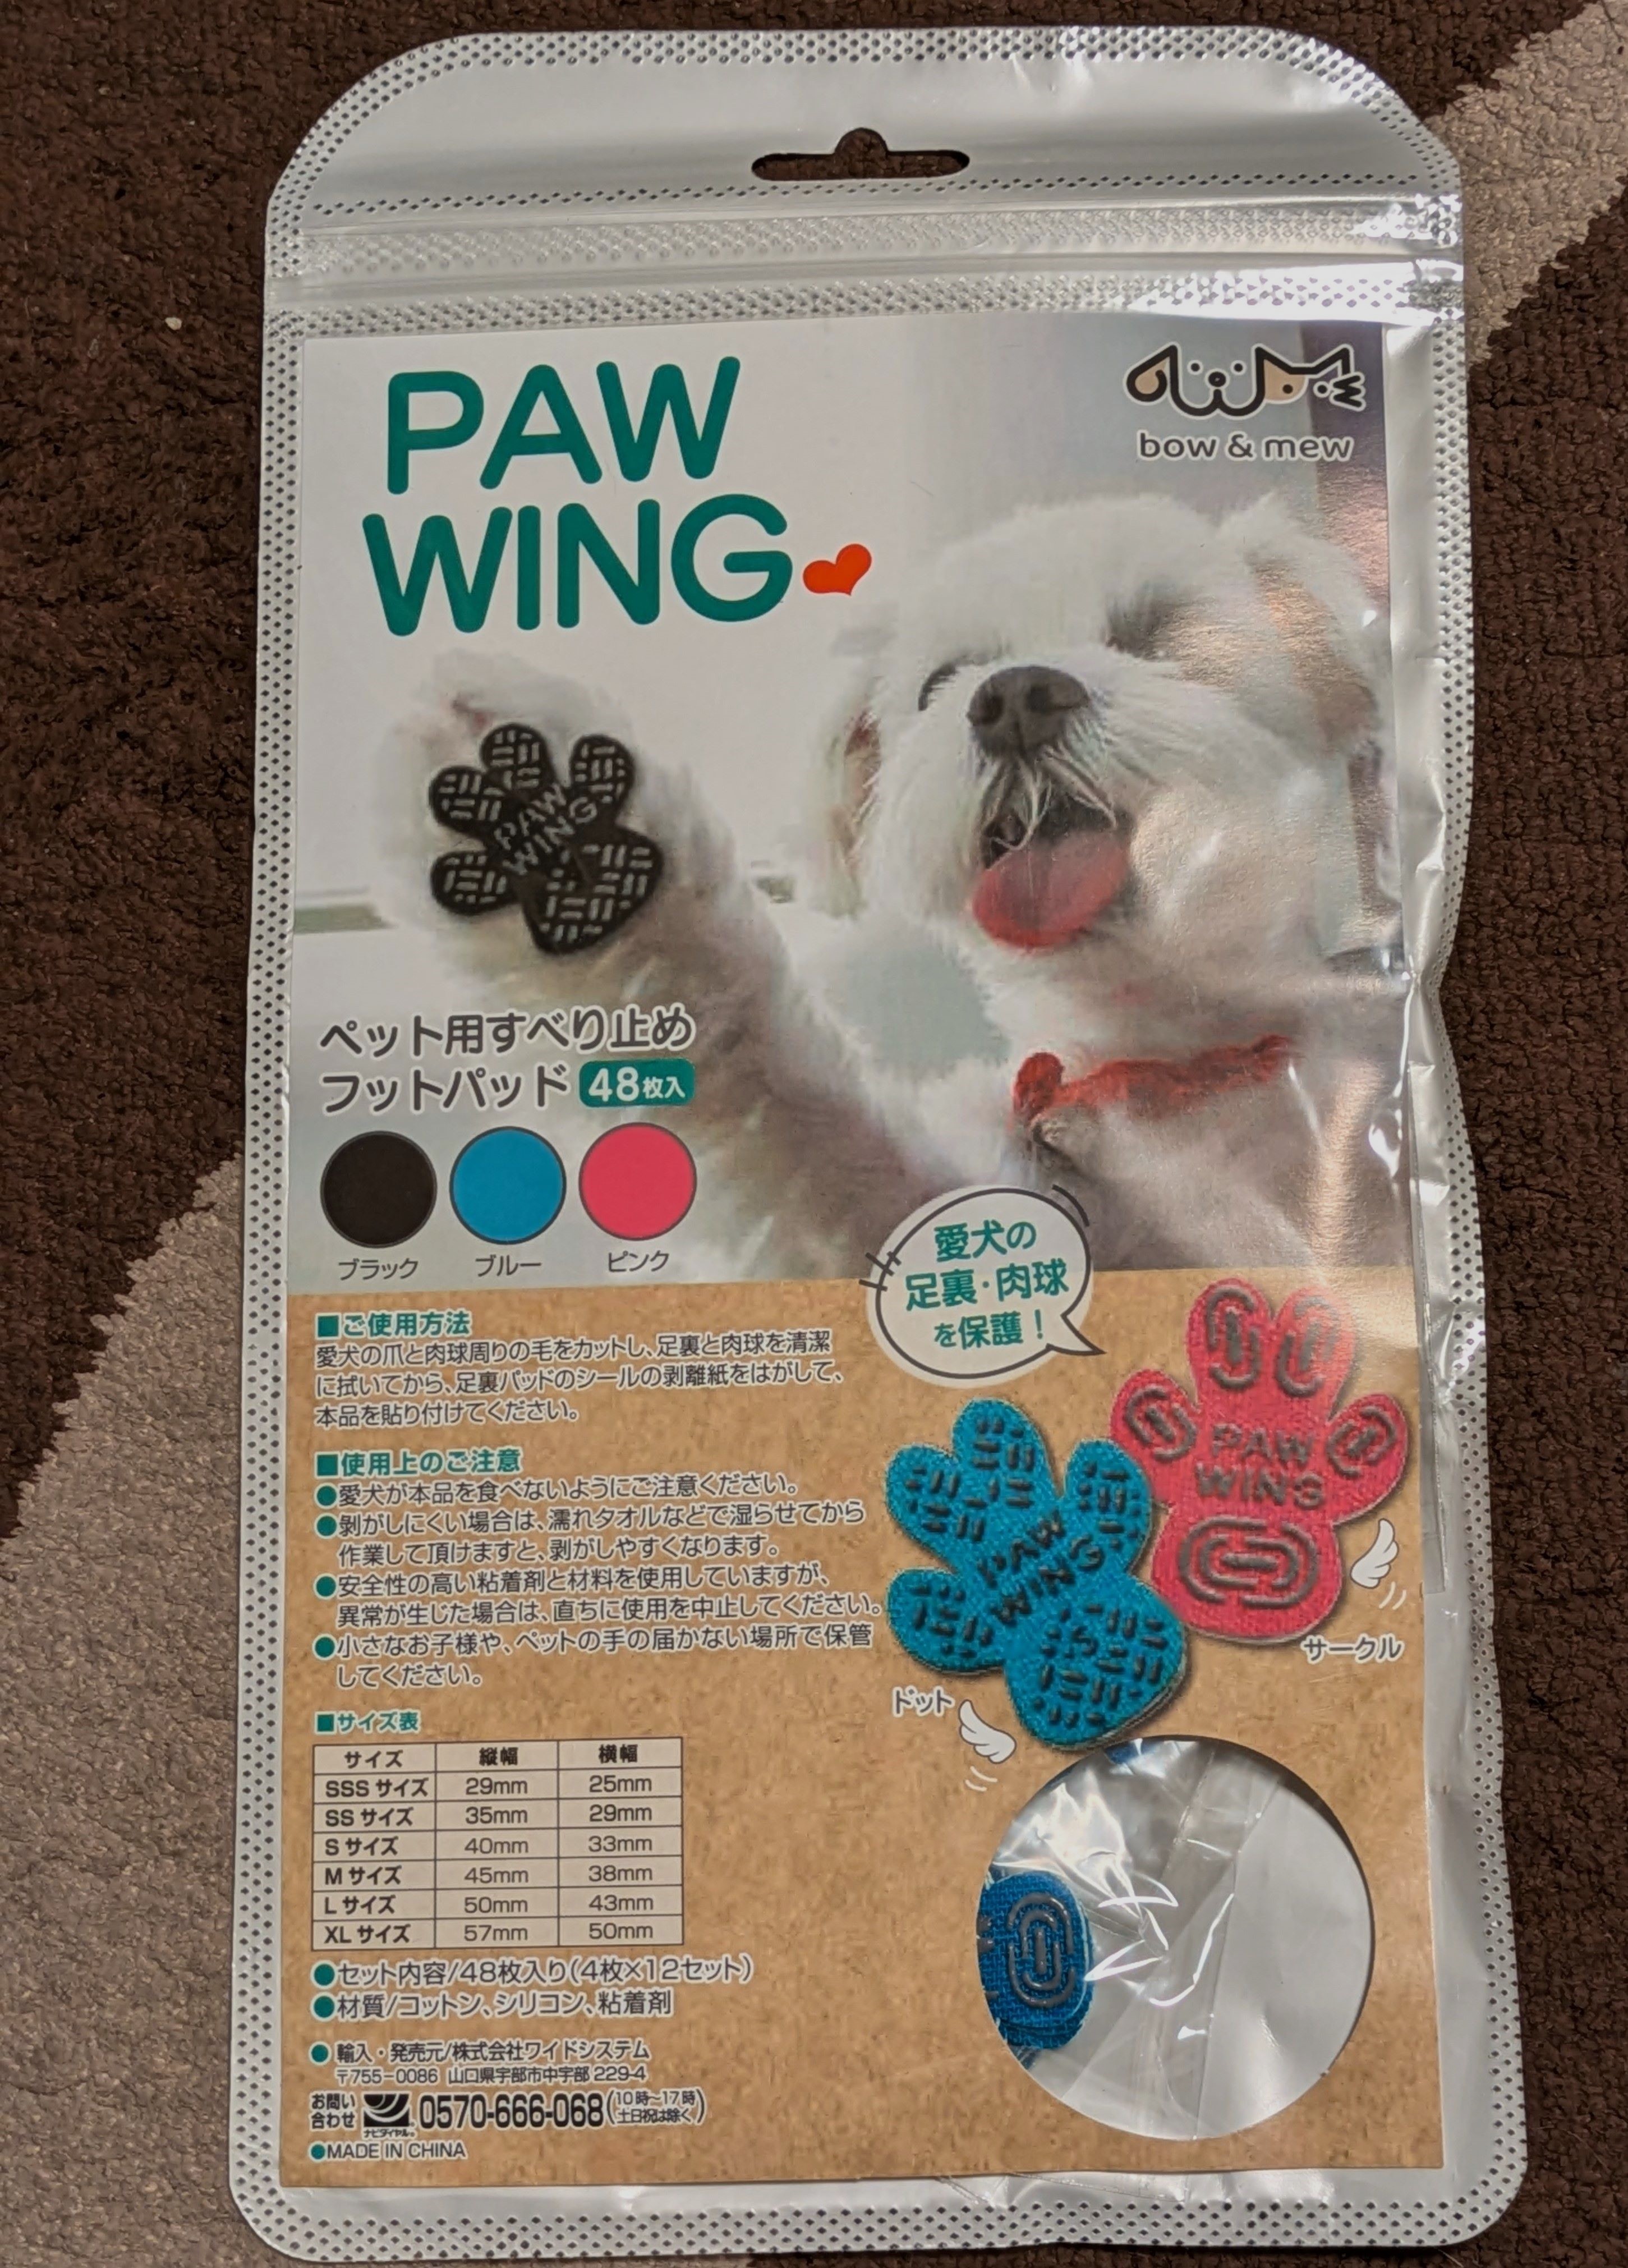 PAW
WING
bow & mew
PAW
WING
ペット用すべり止め
フットパッド 48枚入
ブラック ブルー ピンク
愛犬の
足裏・肉球
を保護！
■ご使用方法
愛犬の爪と肉球周りの毛をカットし、足裏と肉球を清潔
に拭いてから、足裏パッドのシールの剥離紙をはがして、
本品を貼り付けてください。
■使用上のご注意
●愛犬が本品を食べないようにご注意ください。
●剥がしにくい場合は、濡れタオルなどで湿らせてから
作業して頂けますと、剥がしやすくなります。
●安全性の高い粘着剤と材料を使用していますが、
異常が生じた場合は、直ちに使用を中止してください。
●小さなお子様や、ペットの手の届かない場所で保管
してください。
PAW
WING
サークル
PAW
WING
ドット
■サイズ表
サイズ 縦幅 横幅
SSS サイズ 29mm 25mm
SS サイズ 35mm 29mm
S サイズ 40mm 33mm
M サイズ 45mm 38mm
L サイズ 50mm 43mm
XL サイズ 57mm 50mm
●セット内容/48枚入り(4枚×12セット)
●材質/コットン、シリコン、粘着剤
●輸入・発売元/株式会社ワイドシステム
〒755-0086 山口県宇部市中宇部 229-4
お問い
合わせ
ナビダイヤル®
0570-666-068
(10時~17時
土日祝は除く)
●MADE IN CHINA